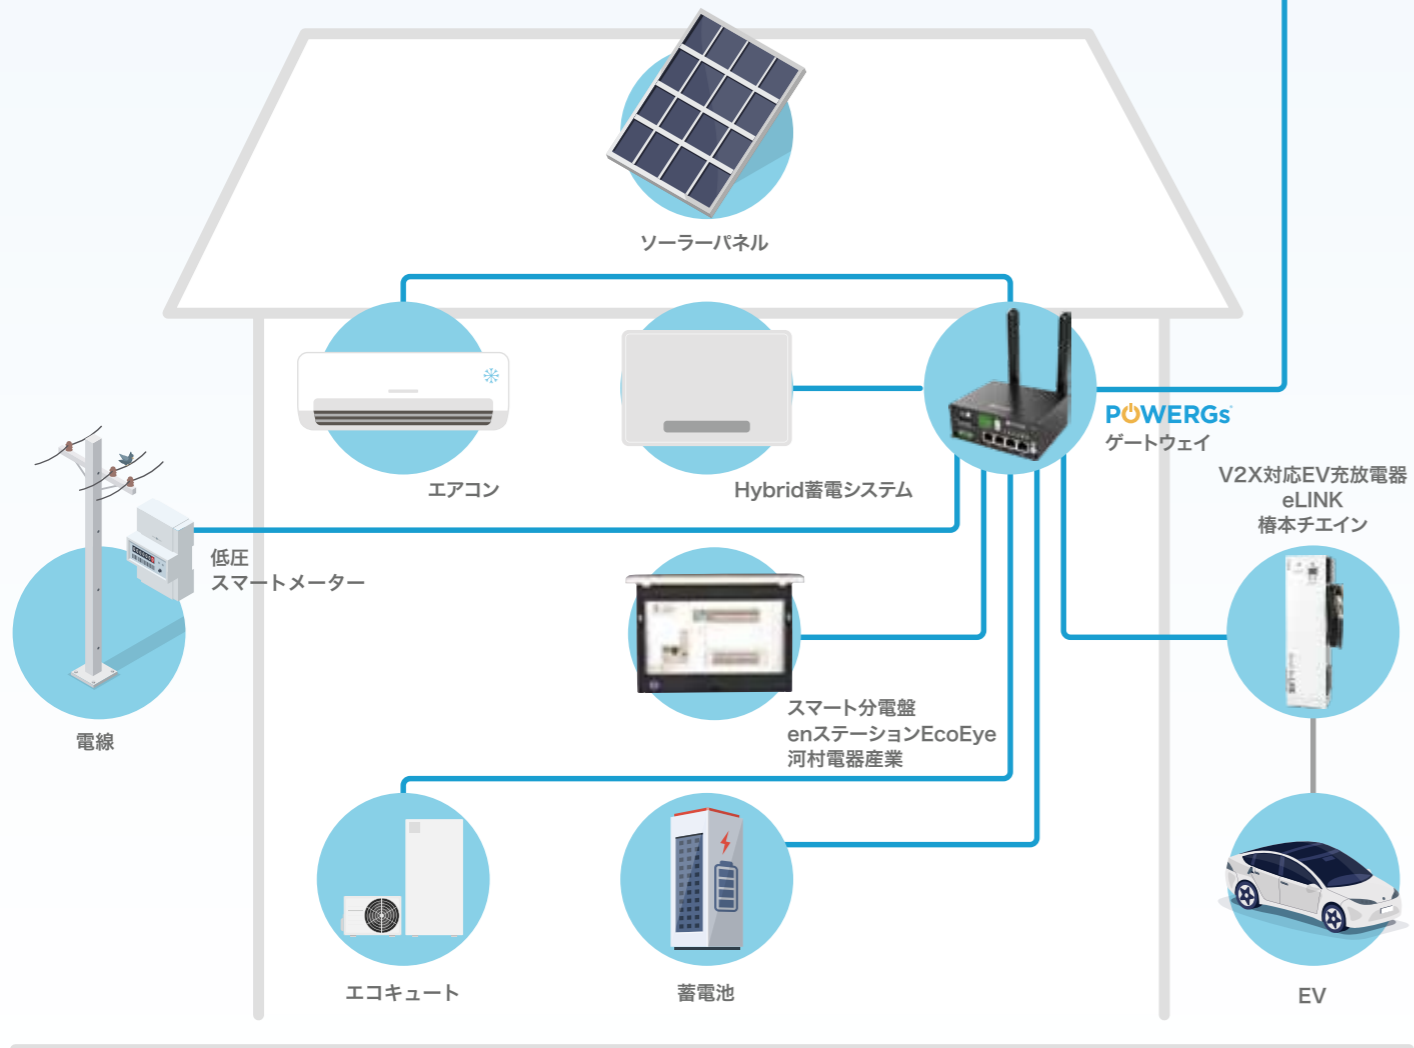 ソーラーパネル
エアコン
Hybrid蓄電システム
POWERGs
ゲートウェイ
V2X対応EV充放電器
eLINK
椿本チエイン
低圧
スマートメーター
電線
スマート分電盤
enステーションEcoEye
河村電器産業
エコキュート
蓄電池
EV